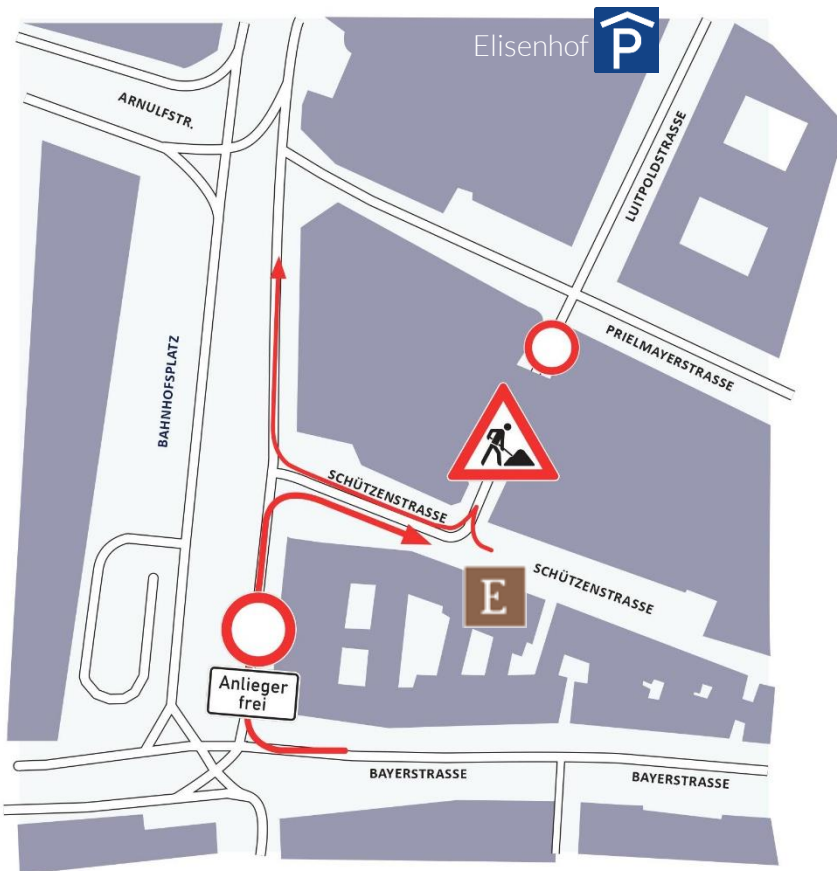 Elisenhof P
ARNULFSTR.
LUITPOLDSTRASSE
PRIELMAYERSTRASSE
BAHNHOFSPLATZ
SCHÜTZENSTRASSE
SCHÜTZENSTRASSE
E
Anlieger
frei
BAYERSTRASSE
BAYERSTRASSE